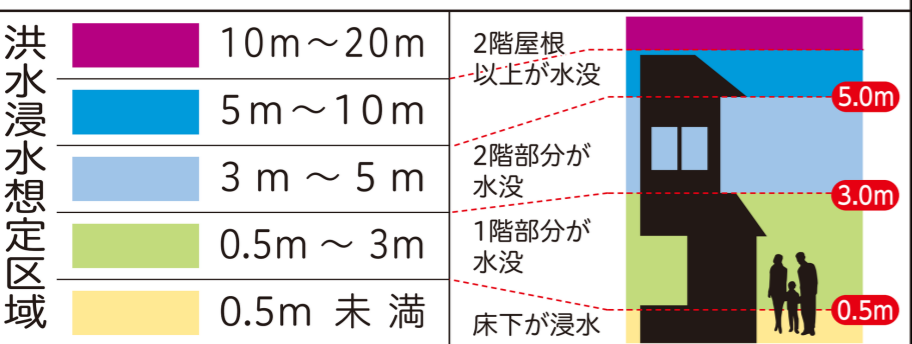 洪水浸水想定区域
10m～20m
5m～10m
3m～5m
0.5m～3m
0.5m未満
2階屋根
以上が水没
2階部分が
水没
1階部分が
水没
床下が浸水
5.0m
3.0m
0.5m